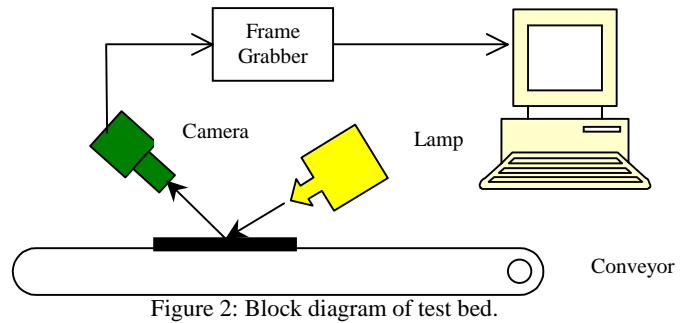 Frame
Grabber
Camera
Lamp
Conveyor
Figure 2: Block diagram of test bed.